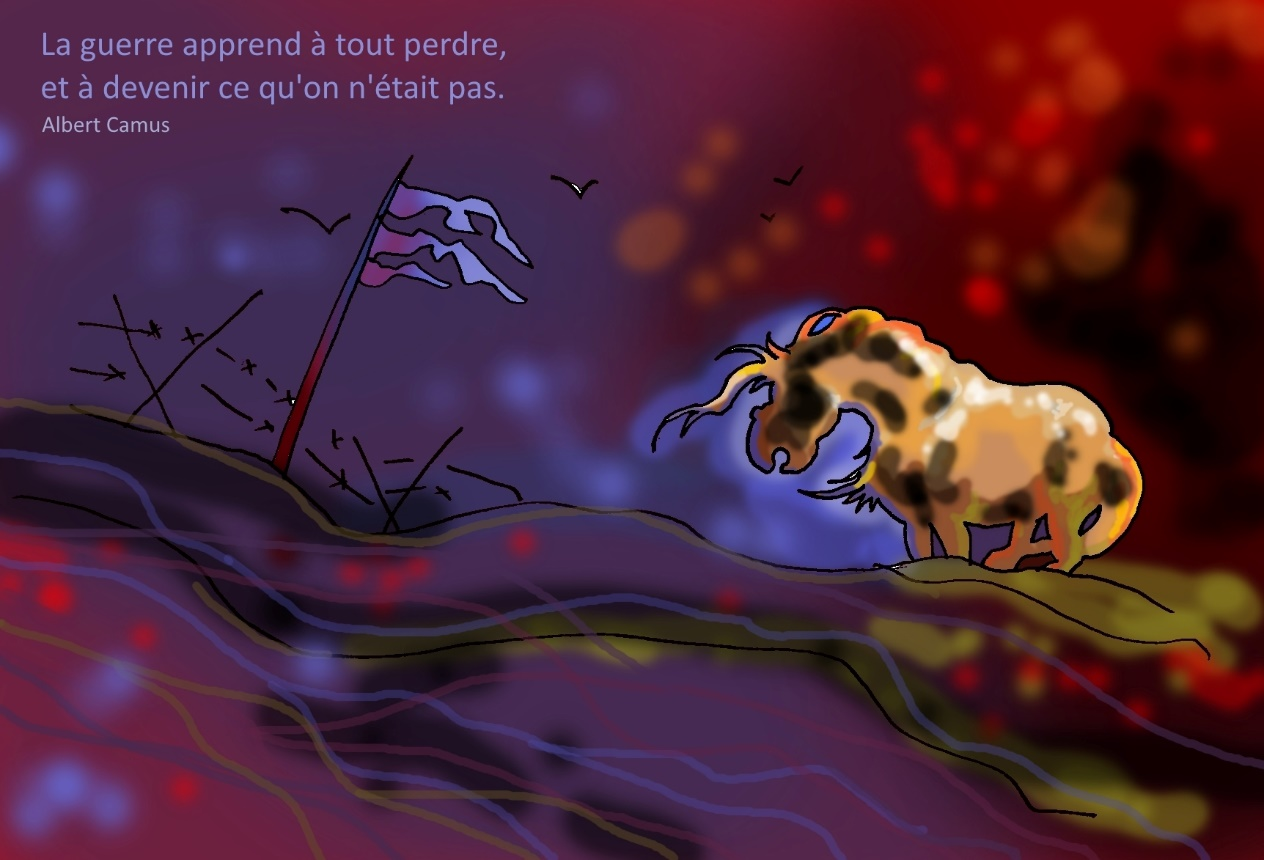 La guerre apprend à tout perdre,
et à devenir ce qu'on n'était pas.
Albert Camus